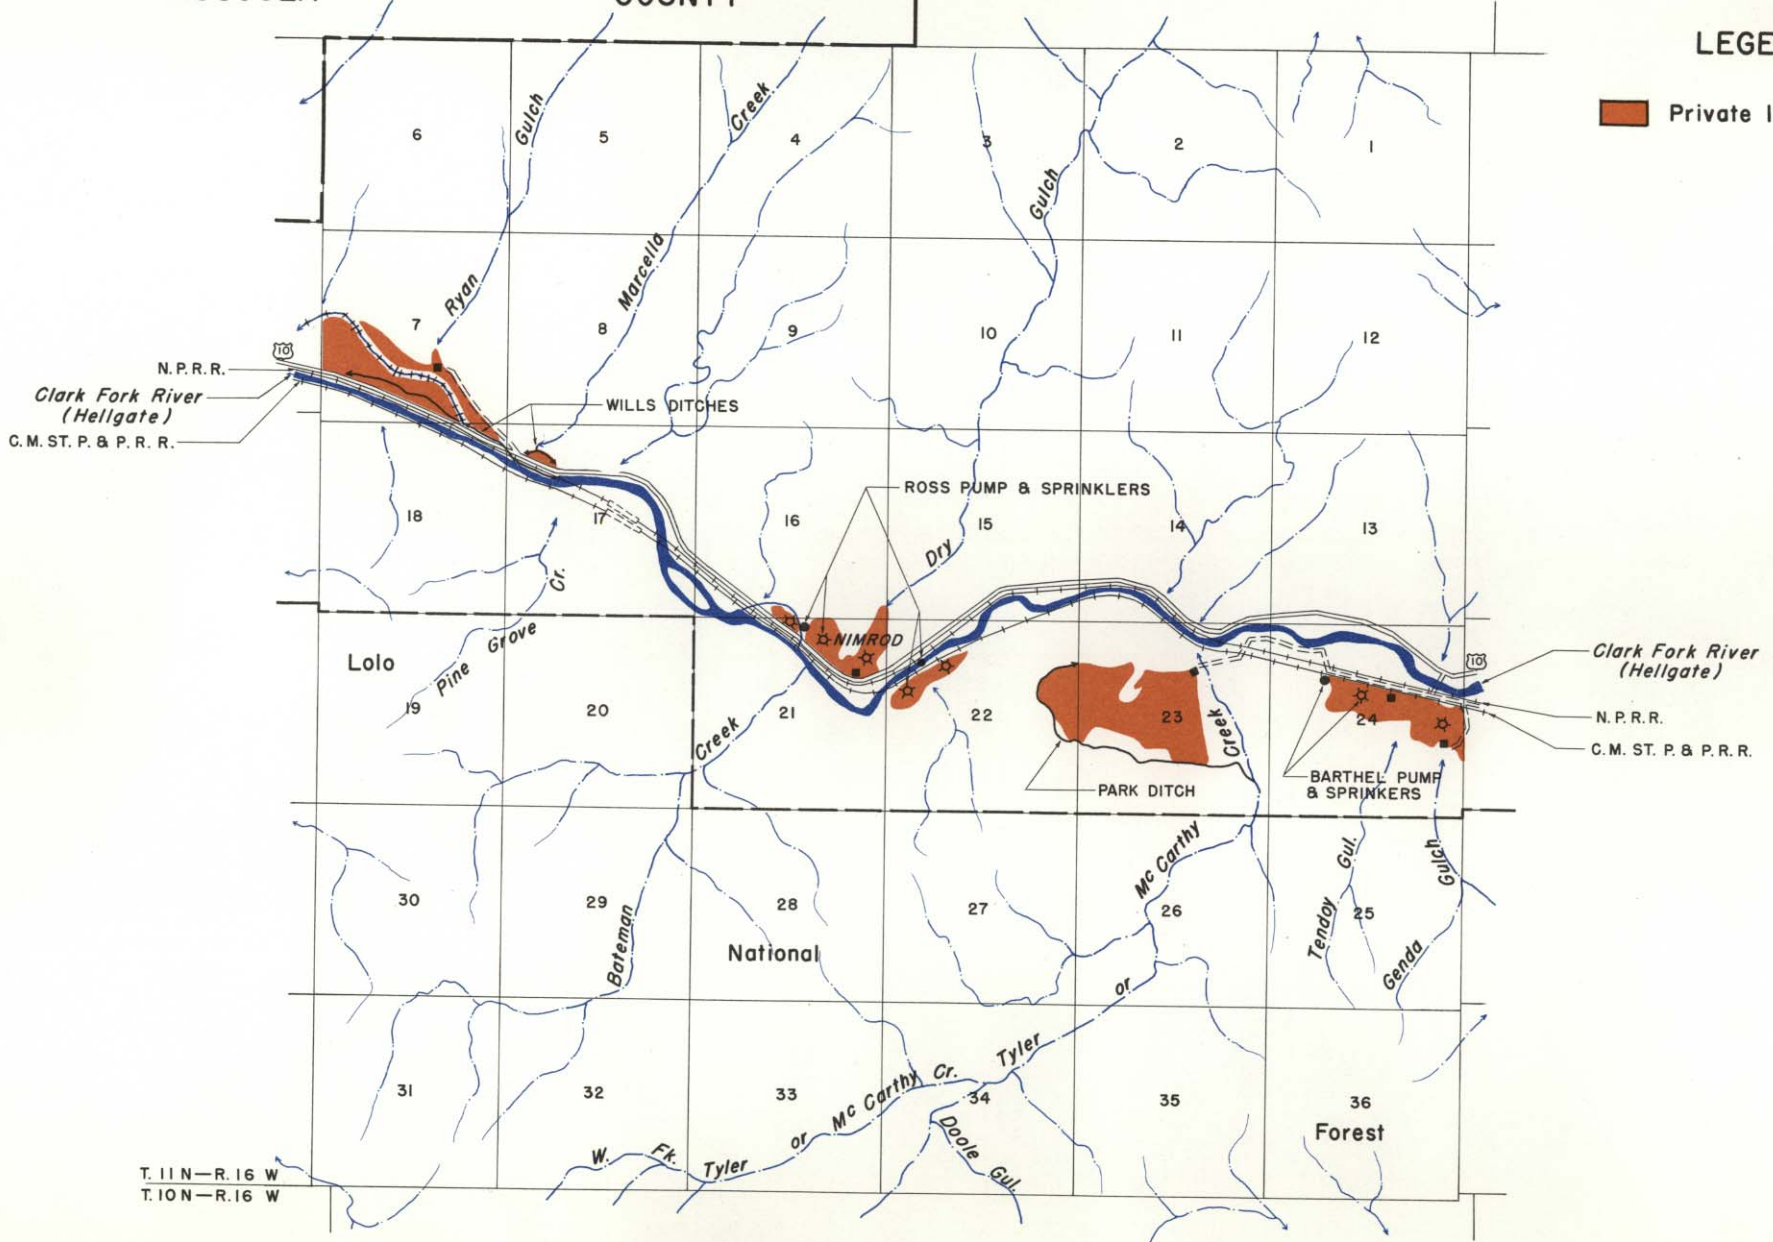 COUNTY
LEGE
Private I
6
5
4
3
2
1
Ryan Gulch
Marcella Creek
Gulch
7
8
9
10
11
12
10
N.P.R.R.
Clark Fork River
(Hellgate)
C.M. ST. P. & P. R. R.
WILLS DITCHES
ROSS PUMP & SPRINKLERS
18
17
16
15
14
13
Dry
Pine Grove Cr.
NIMROD
Lolo
10
Clark Fork River
(Hellgate)
19
20
21
22
23
24
Creek
Creek
N.P.R.R.
C.M. ST. P. & P.R.R.
PARK DITCH
BARTHEL PUMP
& SPRINKERS
30
29
28
27
26
25
Bateman
Mc Carthy
Tendoy Gul.
Genda Gulch
National
or
Tyler
31
32
33
34
35
36
Mc Carthy Cr.
or
Tyler
W. Fk.
Doole Gul.
Forest
T. 11 N—R. 16 W
T. 10 N—R. 16 W